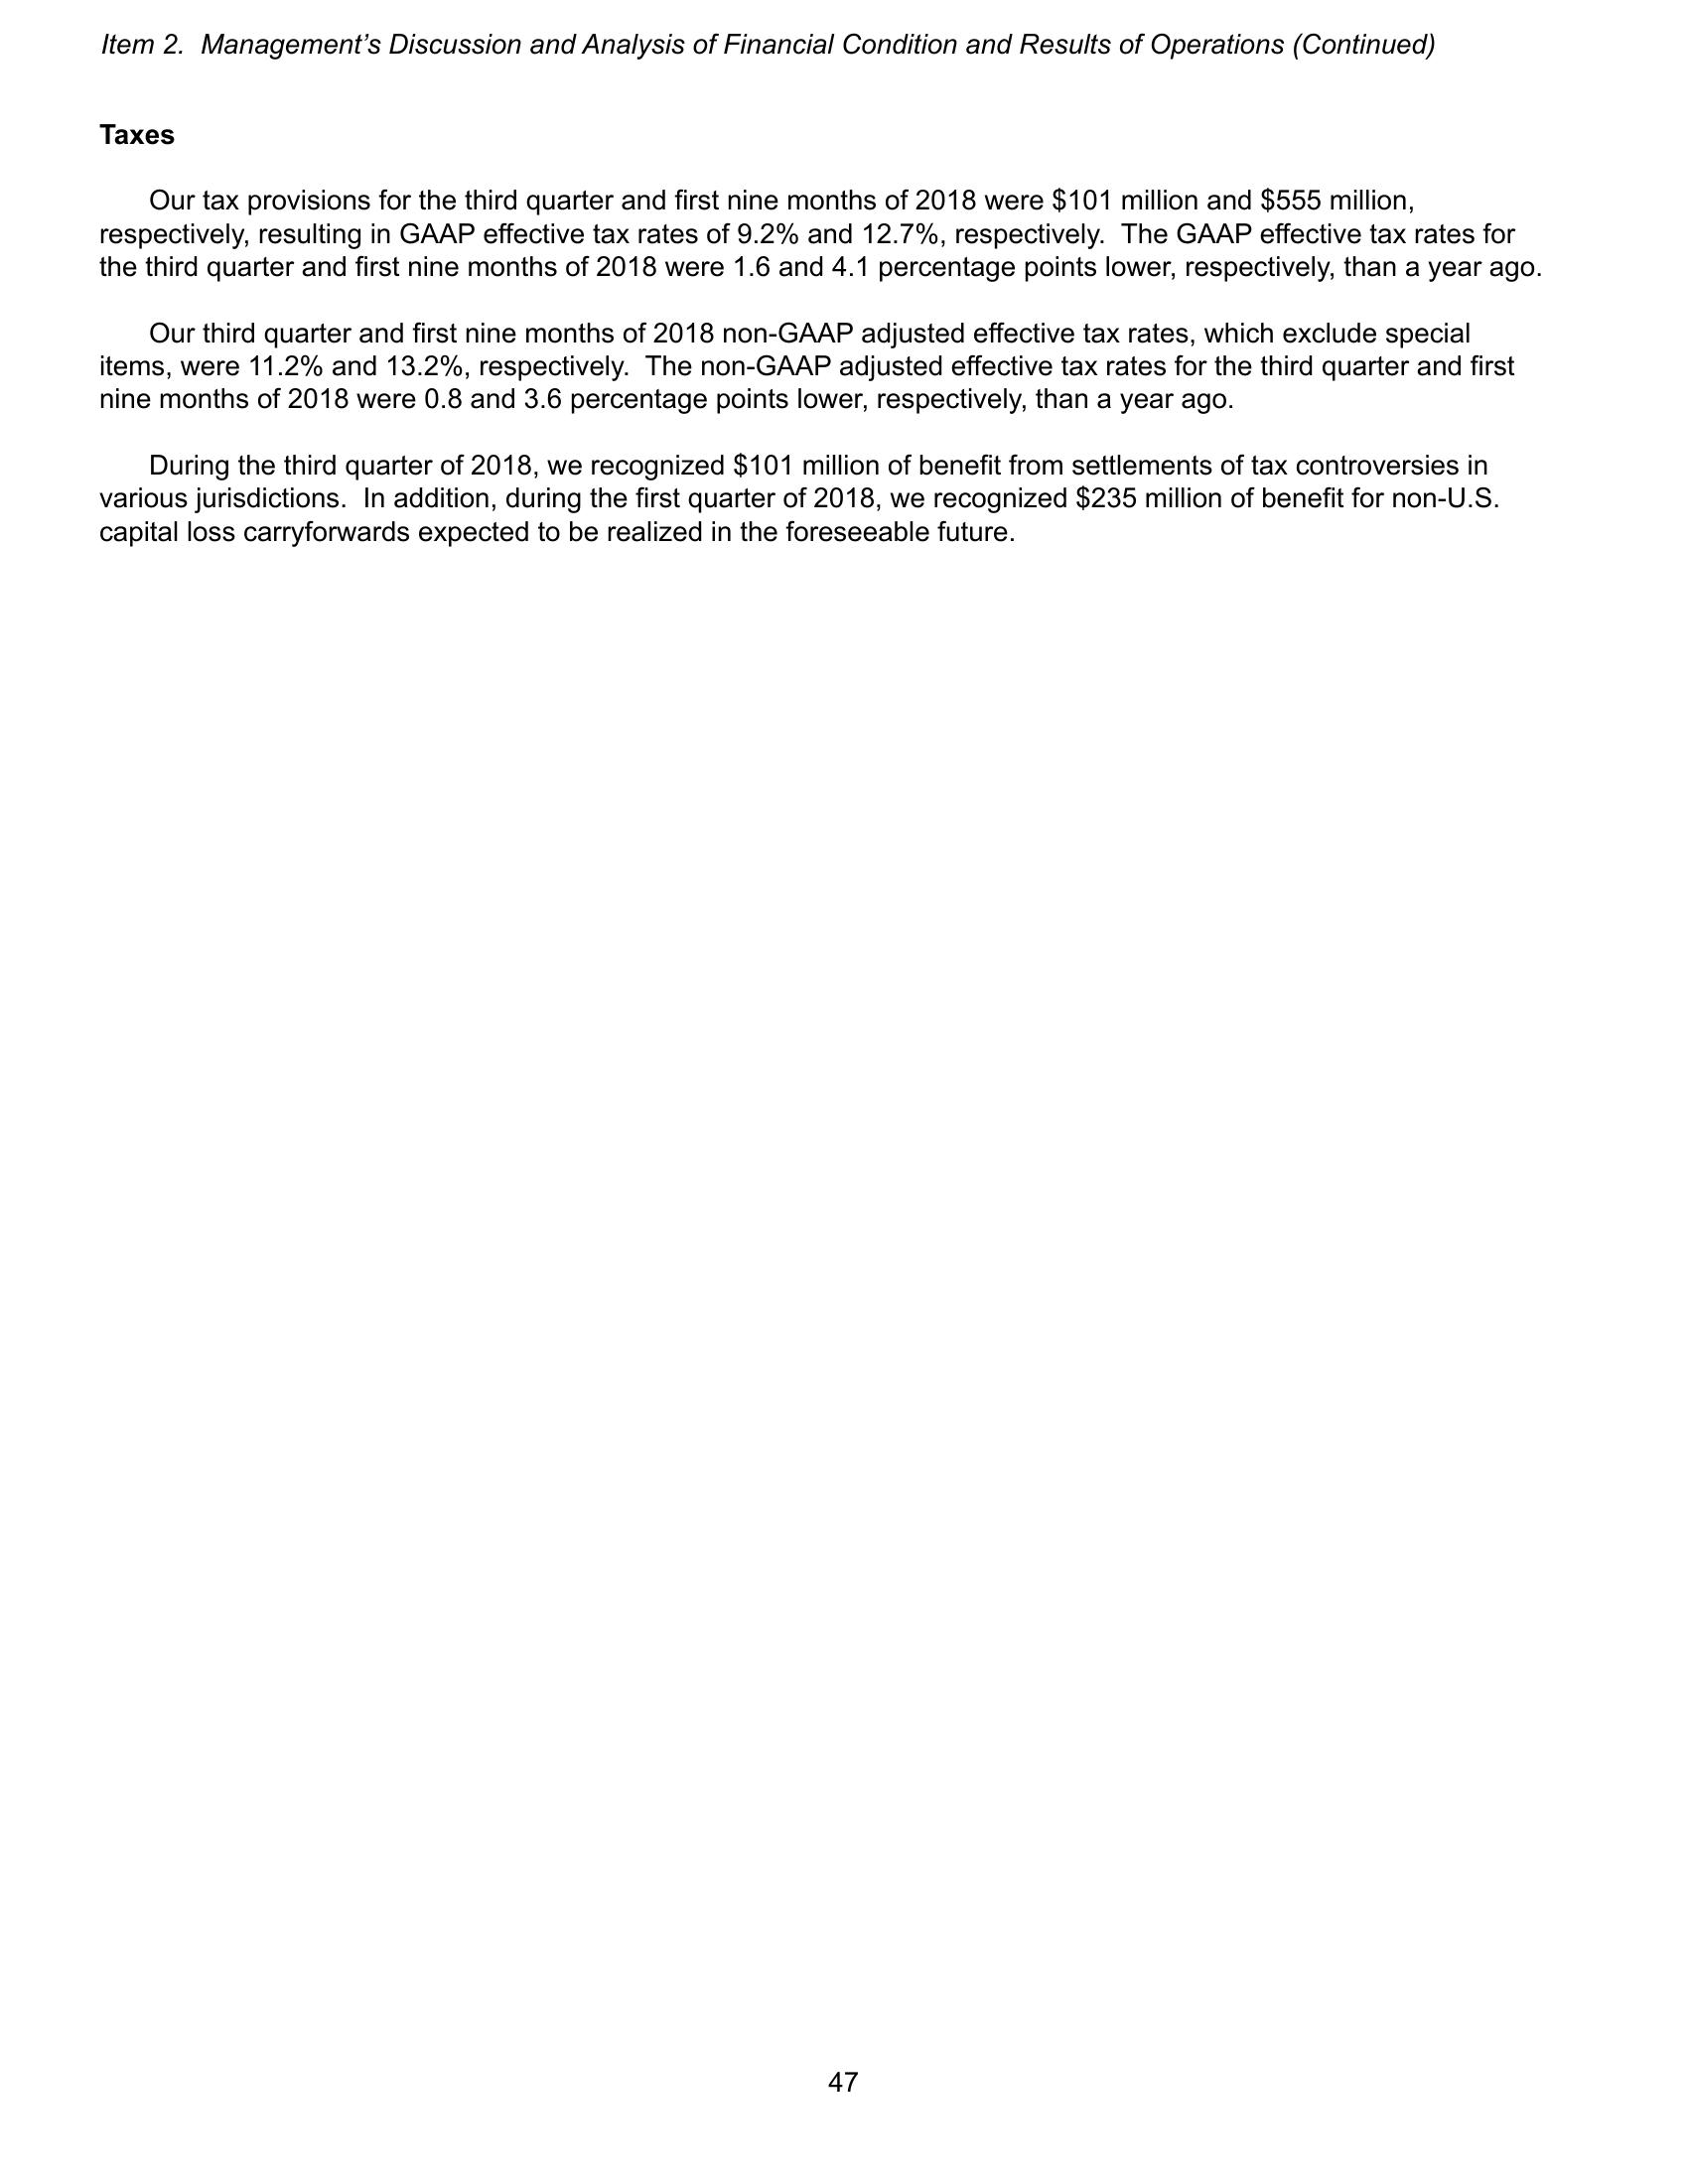 Item 2.  Management’s Discussion and Analysis of Financial Condition and Results of Operations (Continued)
Taxes
Our tax provisions for the third quarter and first nine months of 2018 were $101 million and $555 million,
respectively, resulting in GAAP effective tax rates of 9.2% and 12.7%, respectively.  The GAAP effective tax rates for
the third quarter and first nine months of 2018 were 1.6 and 4.1 percentage points lower, respectively, than a year ago.
Our third quarter and first nine months of 2018 non-GAAP adjusted effective tax rates, which exclude special
items, were 11.2% and 13.2%, respectively.  The non-GAAP adjusted effective tax rates for the third quarter and first
nine months of 2018 were 0.8 and 3.6 percentage points lower, respectively, than a year ago.
During the third quarter of 2018, we recognized $101 million of benefit from settlements of tax controversies in
various jurisdictions.  In addition, during the first quarter of 2018, we recognized $235 million of benefit for non-U.S.
capital loss carryforwards expected to be realized in the foreseeable future.
47